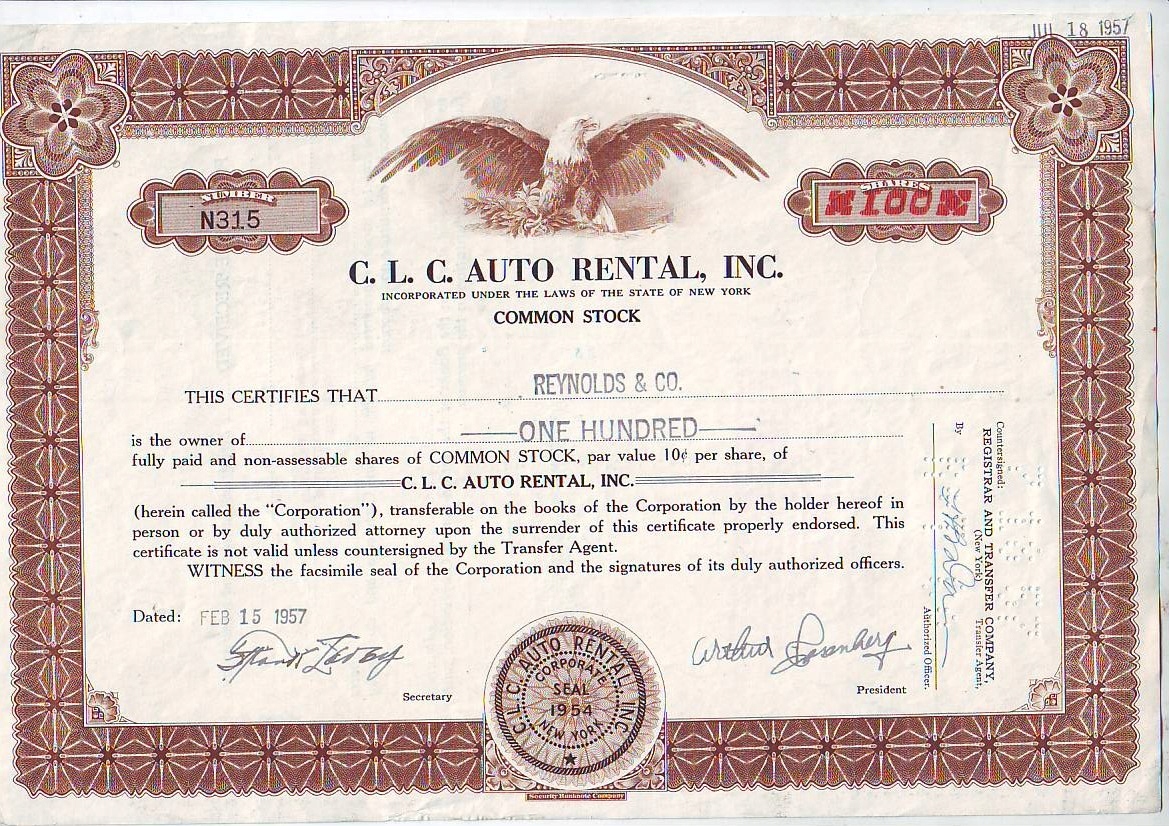 JUL 18 1957
NUMBER
N315
SHARES
100
C. L. C. AUTO RENTAL, INC.
INCORPORATED UNDER THE LAWS OF THE STATE OF NEW YORK
COMMON STOCK
THIS CERTIFIES THAT REYNOLDS & CO.
is the owner of ONE HUNDRED
fully paid and non-assessable shares of COMMON STOCK, par value 10¢ per share, of
C. L. C. AUTO RENTAL, INC.
(herein called the "Corporation"), transferable on the books of the Corporation by the holder hereof in
person or by duly authorized attorney upon the surrender of this certificate properly endorsed. This
certificate is not valid unless countersigned by the Transfer Agent.
WITNESS the facsimile seal of the Corporation and the signatures of its duly authorized officers.
Dated: FEB 15 1957
Secretary
Arthur Rosenberg
President
Countersigned:
REGISTRAR AND TRANSFER COMPANY,
(New York)
Transfer Agent,
By
Authorized Officer.
C.L.C. AUTO RENTAL, INC.
CORPORATE
SEAL
1954
NEW YORK
Security Banknote Company